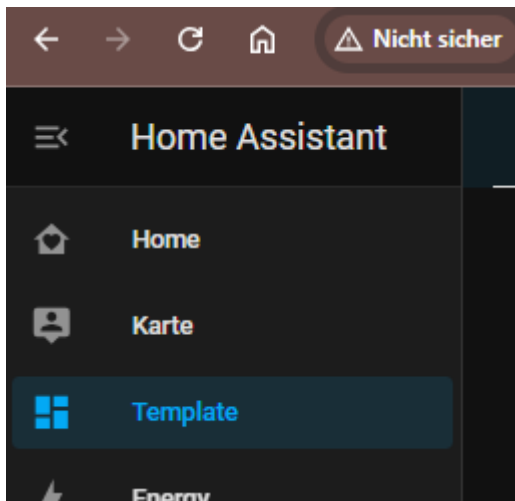 Nicht sicher
Home Assistant
Home
Karte
Template
Energy